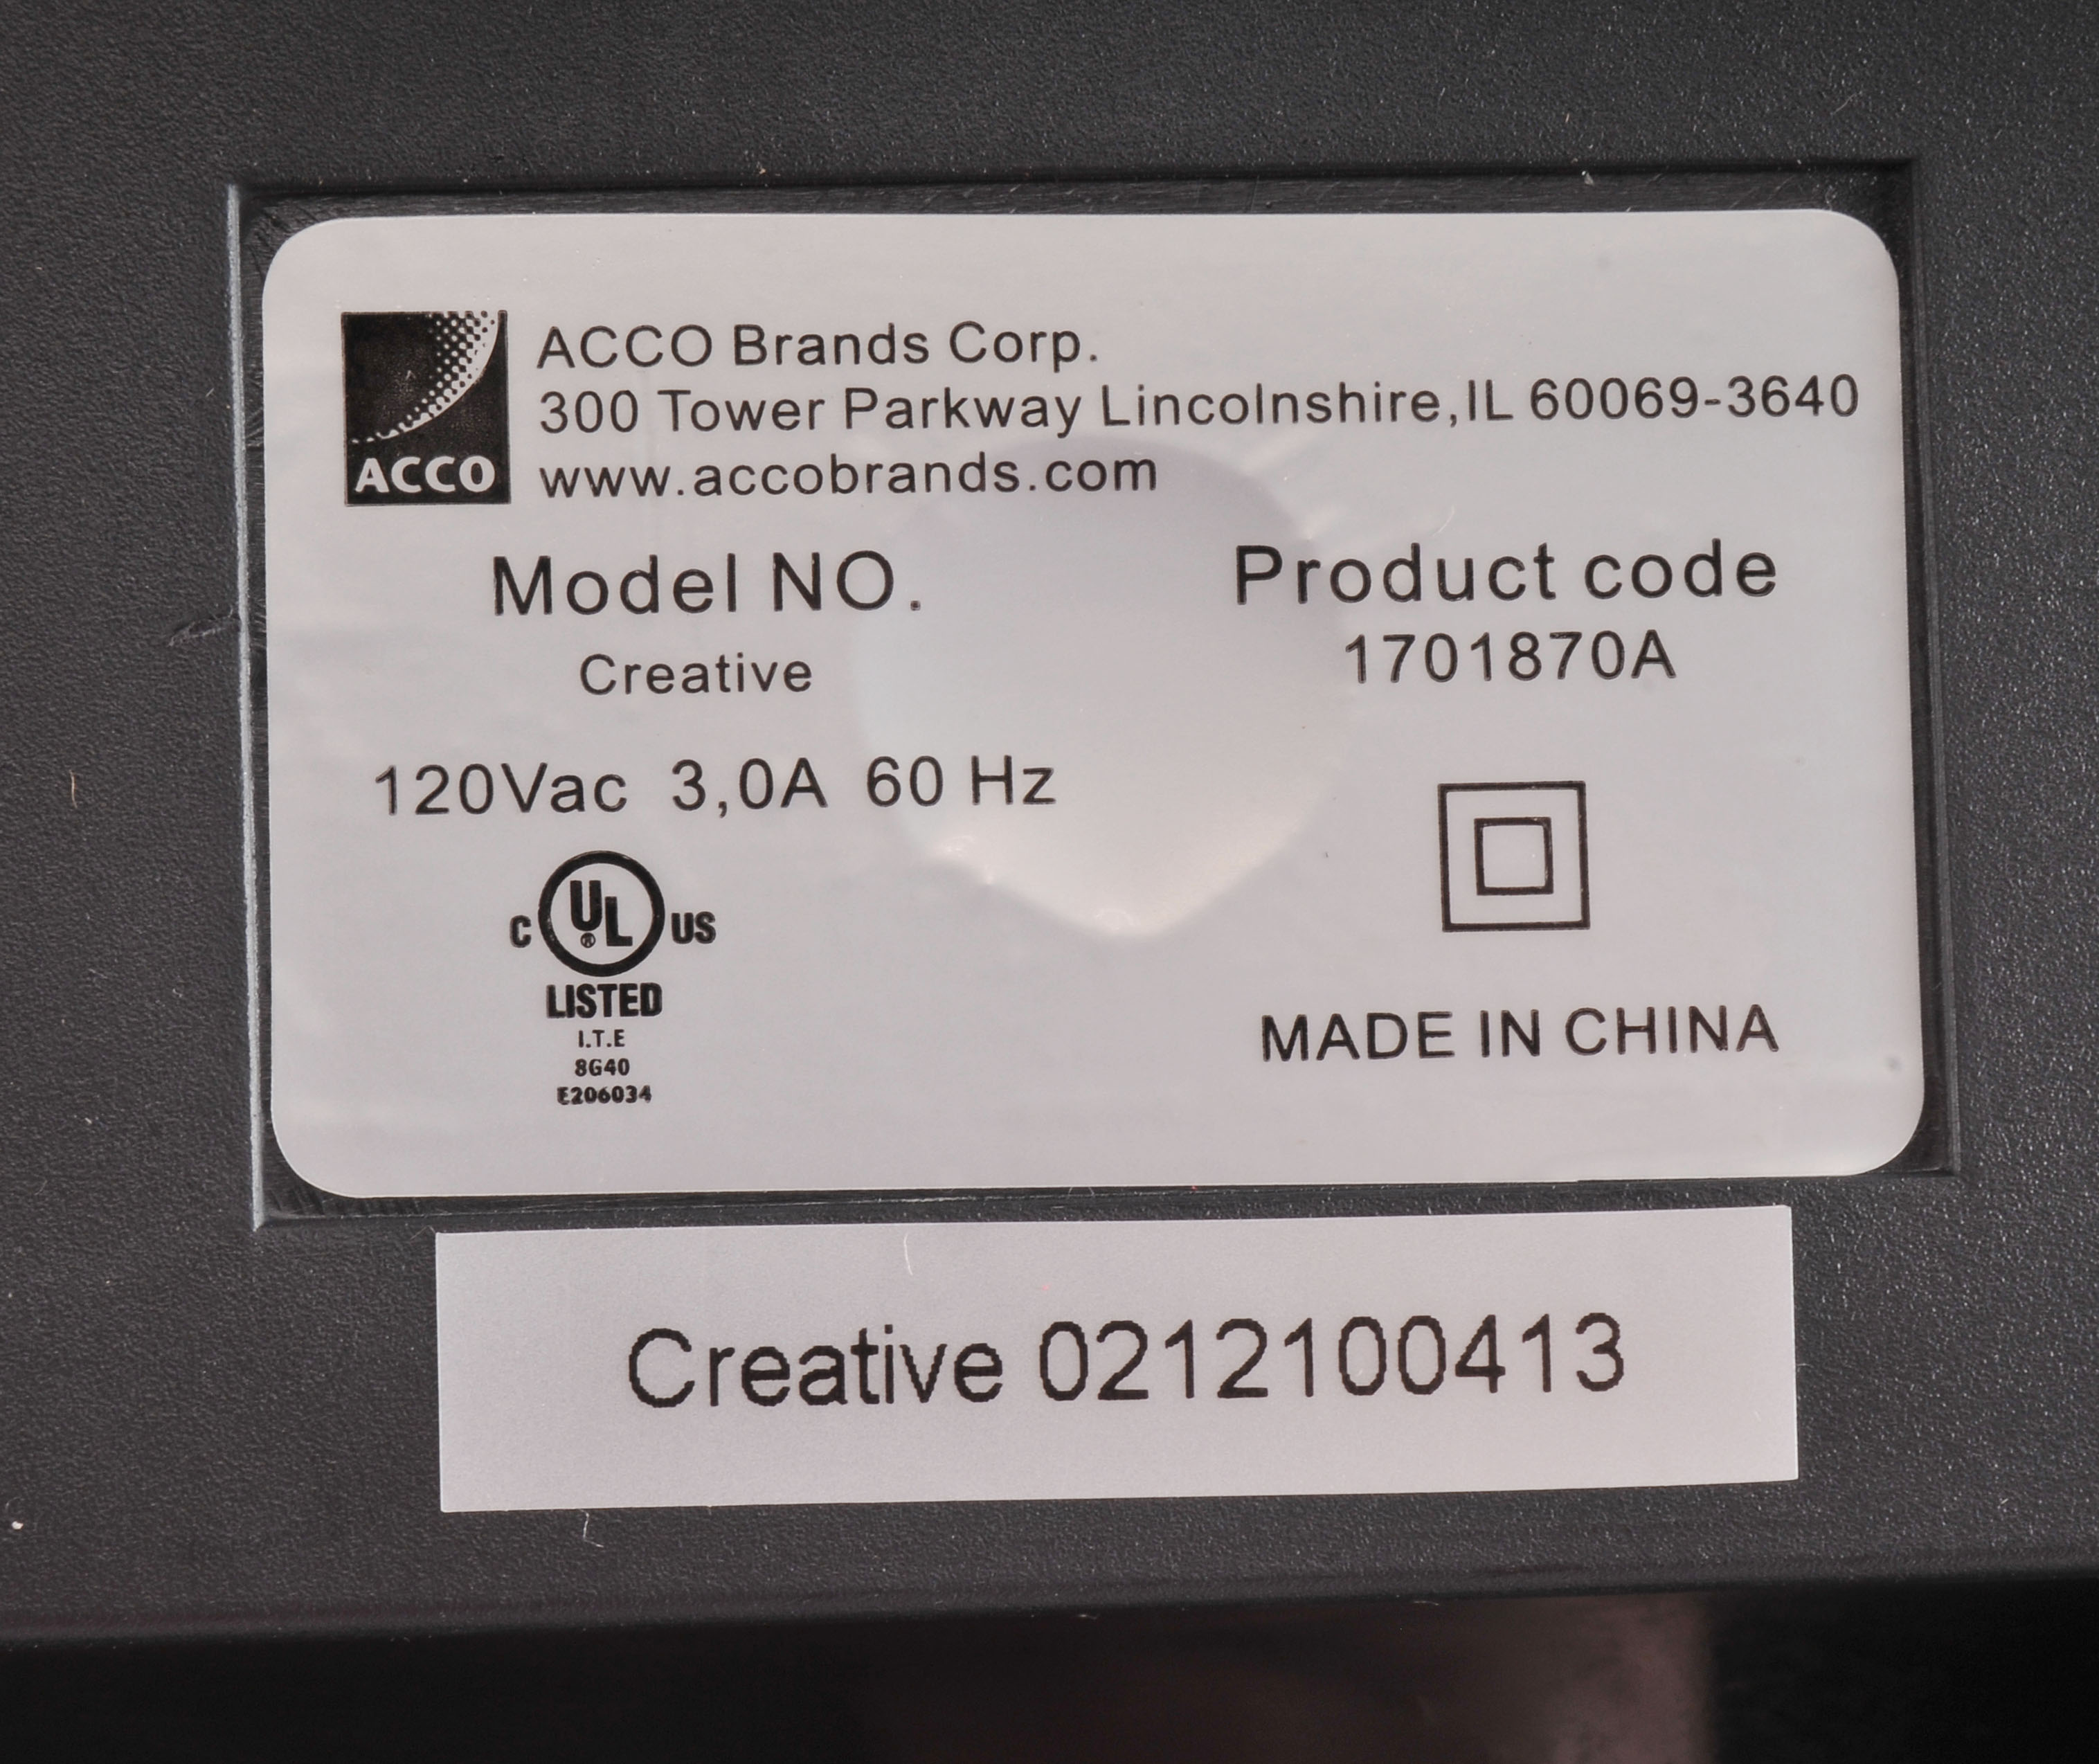 ACCO
ACCO Brands Corp.
300 Tower Parkway Lincolnshire,IL 60069-3640
www.accobrands.com
Model NO.
Creative
Product code
1701870A
120Vac 3,0A 60 Hz
C UL® US
LISTED
I.T.E
8G40
E206034
MADE IN CHINA
Creative 0212100413